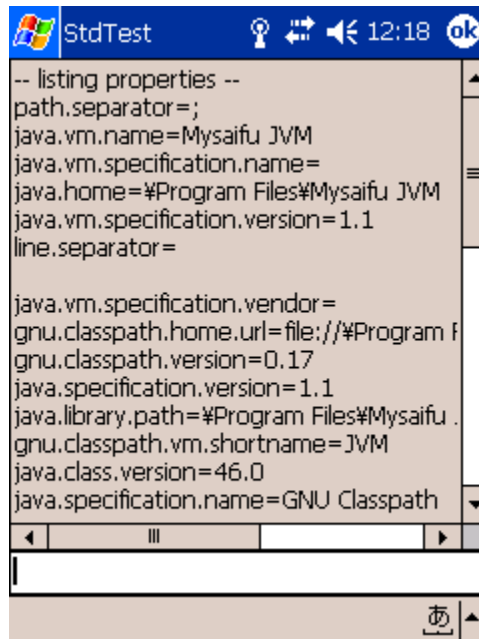 StdTest 12:18 ok
-- listing properties --
path.separator=;
java.vm.name=Mysaifu JVM
java.vm.specification.name=
java.home=¥Program Files¥Mysaifu JVM
java.vm.specification.version=1.1
line.separator=
java.vm.specification.vendor=
gnu.classpath.home.url=file://¥Program F
gnu.classpath.version=0.17
java.specification.version=1.1
java.library.path=¥Program Files¥Mysaifu .
gnu.classpath.vm.shortname=JVM
java.class.version=46.0
java.specification.name=GNU Classpath
あ